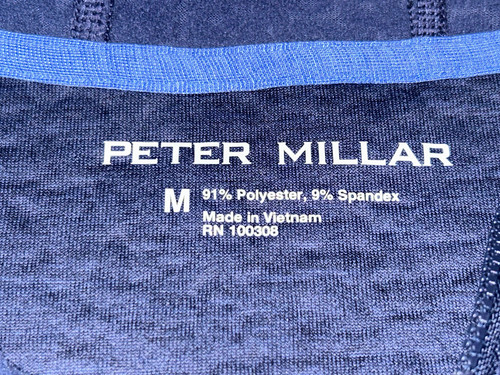 PETER MILLAR
M 91% Polyester, 9% Spandex
Made in Vietnam
RN 100308